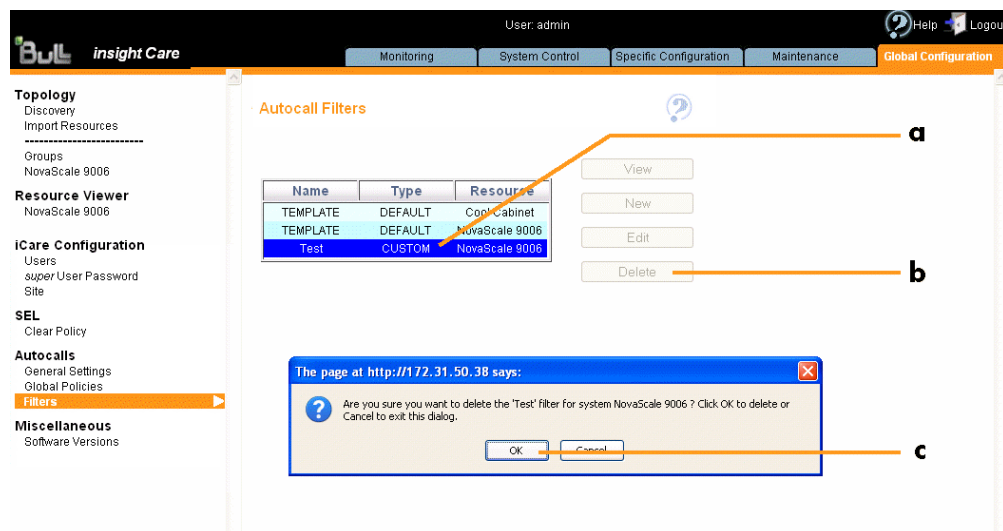 User: admin
Help Logou
Bull insight Care
Monitoring System Control Specific Configuration Maintenance Global Configuration
Topology
Discovery
Import Resources
------------------------
Groups
NovaScale 9006
Resource Viewer
NovaScale 9006
iCare Configuration
Users
super User Password
Site
SEL
Clear Policy
Autocalls
General Settings
Global Policies
Filters
Miscellaneous
Software Versions
Autocall Filters
Name Type Resource
TEMPLATE DEFAULT Cool Cabinet
TEMPLATE DEFAULT NovaScale 9006
Test CUSTOM NovaScale 9006
View
New
Edit
Delete
a
b
The page at http://172.31.50.38 says:
Are you sure you want to delete the 'Test' filter for system NovaScale 9006 ? Click OK to delete or
Cancel to exit this dialog.
OK Cancel
c